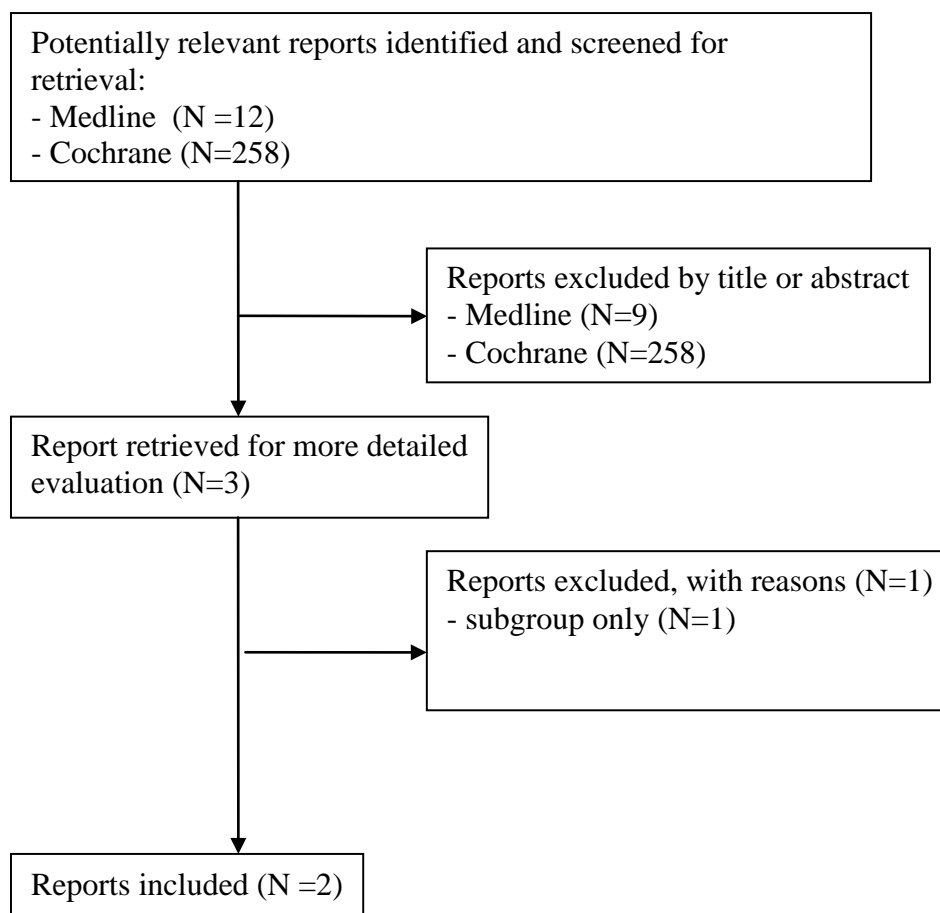 Potentially relevant reports identified and screened for
retrieval:
- Medline  (N =12)
- Cochrane (N=258)
Reports excluded by title or abstract
- Medline (N=9)
- Cochrane (N=258)
Report retrieved for more detailed
evaluation (N=3)
Reports excluded, with reasons (N=1)
- subgroup only (N=1)
Reports included (N =2)